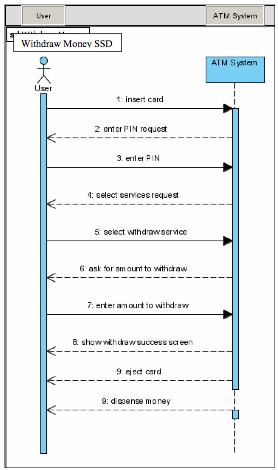 User
ATM System
Withdraw Money SSD
ATM System
User
1: insert card
2: enter PIN request
3: enter PIN
4: select services request
5: select withdraw service
6: ask for amount to withdraw
7: enter amount to withdraw
8: show withdraw success screen
9: eject card
9: dispense money